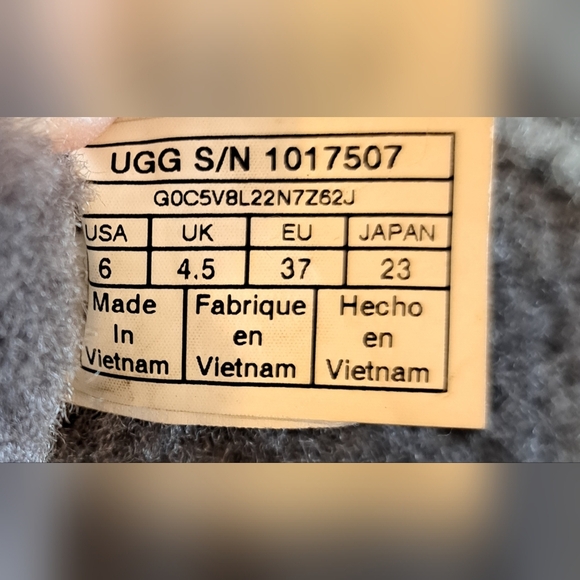 UGG S/N 1017507
G0C5V8L22N7Z62J
USA UK EU JAPAN
6 4.5 37 23
Made Fabrique Hecho
In en en
Vietnam Vietnam Vietnam